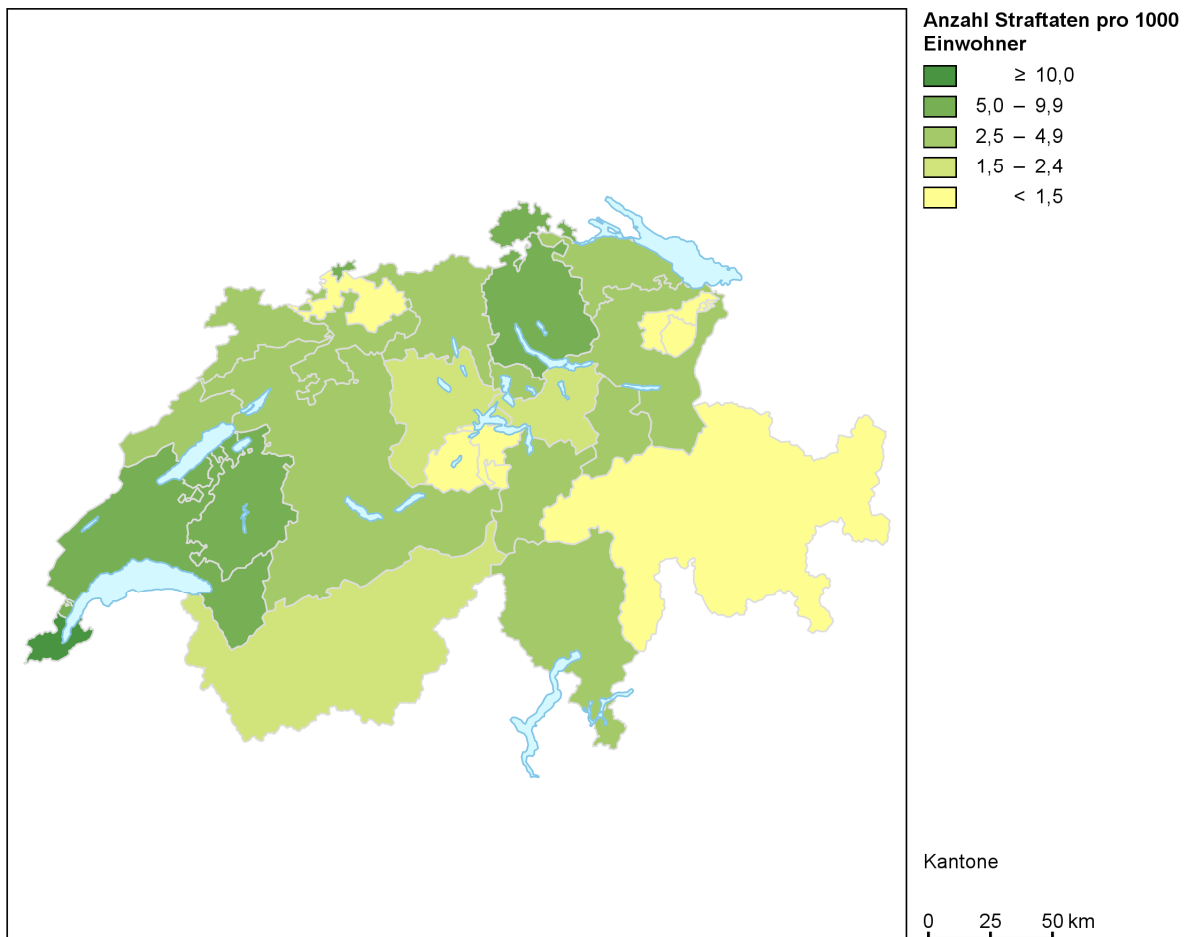 Anzahl Straftaten pro 1000
Einwohner
≥ 10,0
5,0 – 9,9
2,5 – 4,9
1,5 – 2,4
< 1,5
Kantone
0 25 50 km